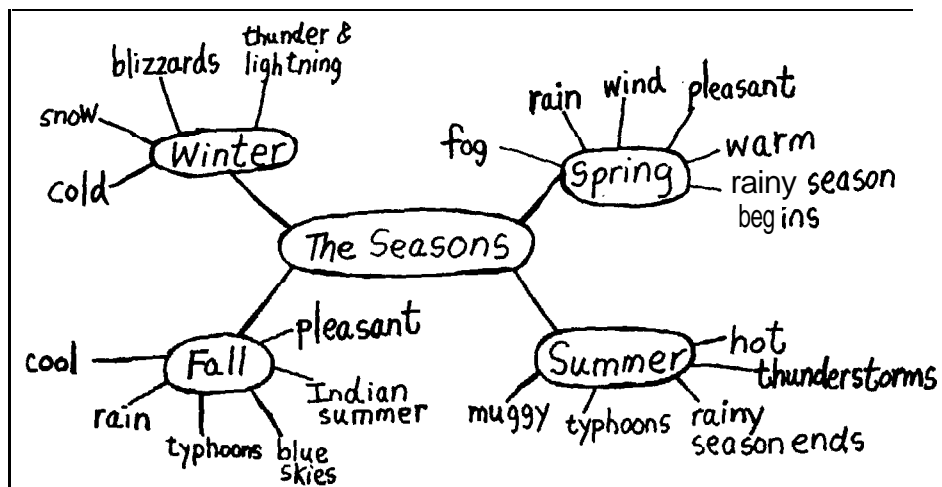 thunder &
lightning
blizzards
snow
cold
Winter
rain
wind
pleasant
fog
Spring
warm
rainy season
begins
The Seasons
pleasant
cool
Fall
Indian
summer
rain
typhoons
blue
skies
Summer
hot
thunderstorms
muggy
typhoons
rainy
season ends